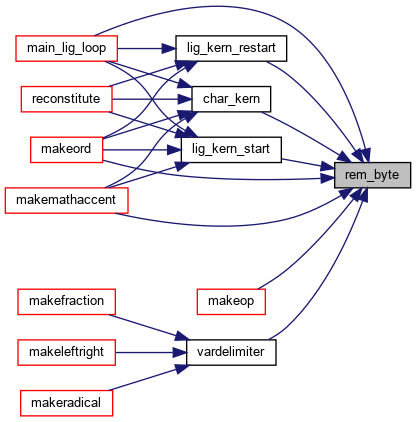 main_lig_loop
lig_kern_restart
reconstitute
char_kern
makeord
lig_kern_start
rem_byte
makemathaccent
makefraction
makeop
makeleftright
vardelimiter
makeradical